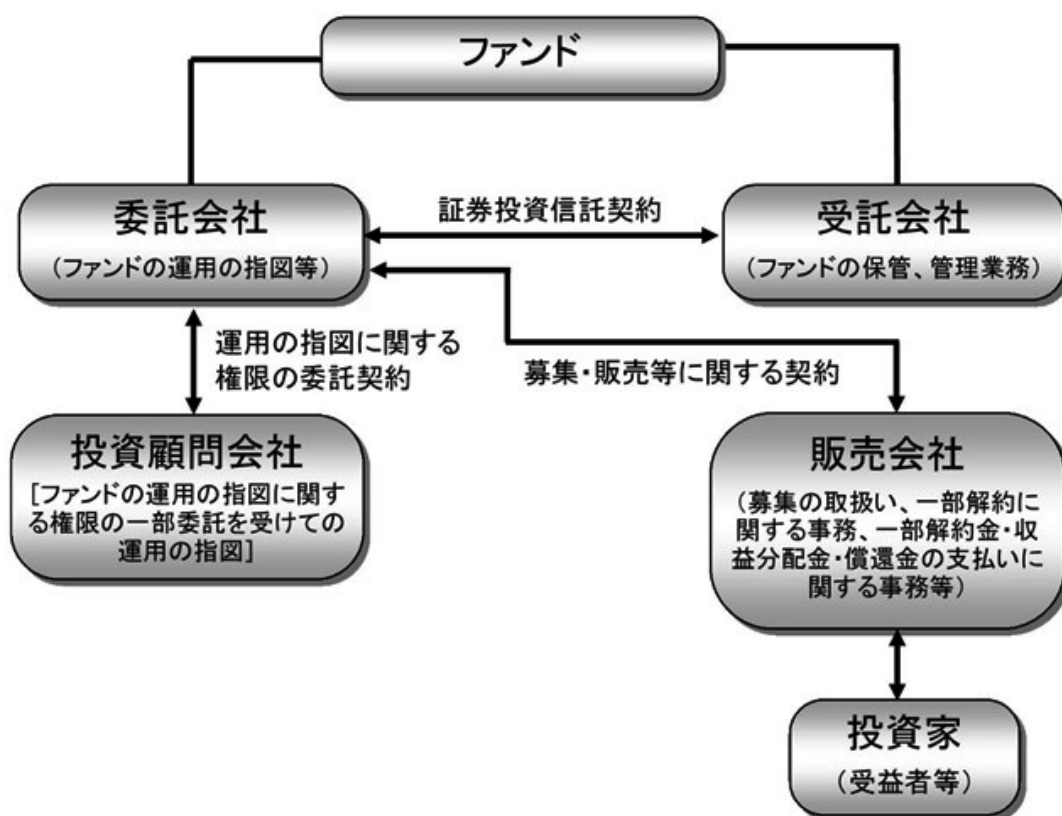 ファンド
委託会社
（ファンドの運用の指図等）
証券投資信託契約
受託会社
（ファンドの保管、管理業務）
運用の指図に関する
権限の委託契約
募集・販売等に関する契約
投資顧問会社
[ファンドの運用の指図に関す
る権限の一部委託を受けての
運用の指図]
販売会社
（募集の取扱い、一部解約に
関する事務、一部解約金・収
益分配金・償還金の支払いに
関する事務等）
投資家
（受益者等）